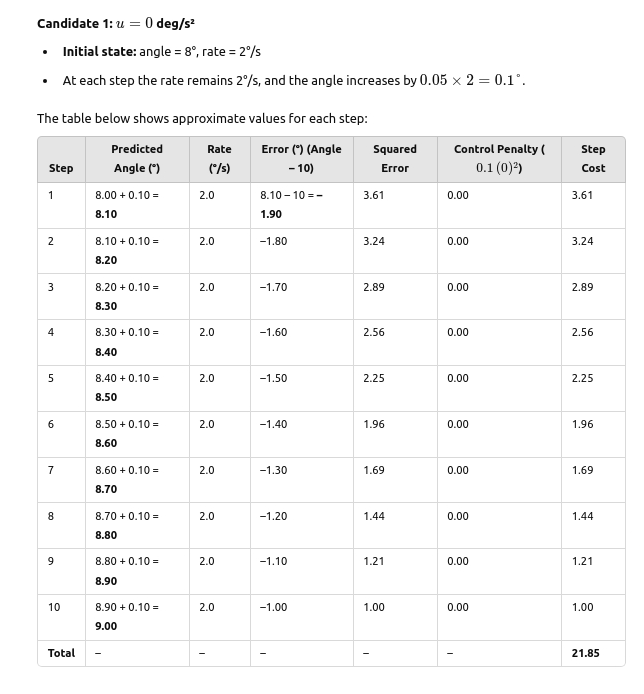 Candidate 1: u = 0 deg/s²
• Initial state: angle = 8°, rate = 2°/s
• At each step the rate remains 2°/s, and the angle increases by 0.05 × 2 = 0.1°.
The table below shows approximate values for each step:
Step | Predicted Angle (°) | Rate (°/s) | Error (°) (Angle – 10) | Squared Error | Control Penalty ( 0.1 (0)²) | Step Cost
1 | 8.00 + 0.10 = 8.10 | 2.0 | 8.10 – 10 = –1.90 | 3.61 | 0.00 | 3.61
2 | 8.10 + 0.10 = 8.20 | 2.0 | –1.80 | 3.24 | 0.00 | 3.24
3 | 8.20 + 0.10 = 8.30 | 2.0 | –1.70 | 2.89 | 0.00 | 2.89
4 | 8.30 + 0.10 = 8.40 | 2.0 | –1.60 | 2.56 | 0.00 | 2.56
5 | 8.40 + 0.10 = 8.50 | 2.0 | –1.50 | 2.25 | 0.00 | 2.25
6 | 8.50 + 0.10 = 8.60 | 2.0 | –1.40 | 1.96 | 0.00 | 1.96
7 | 8.60 + 0.10 = 8.70 | 2.0 | –1.30 | 1.69 | 0.00 | 1.69
8 | 8.70 + 0.10 = 8.80 | 2.0 | –1.20 | 1.44 | 0.00 | 1.44
9 | 8.80 + 0.10 = 8.90 | 2.0 | –1.10 | 1.21 | 0.00 | 1.21
10 | 8.90 + 0.10 = 9.00 | 2.0 | –1.00 | 1.00 | 0.00 | 1.00
Total | – | – | – | – | – | 21.85